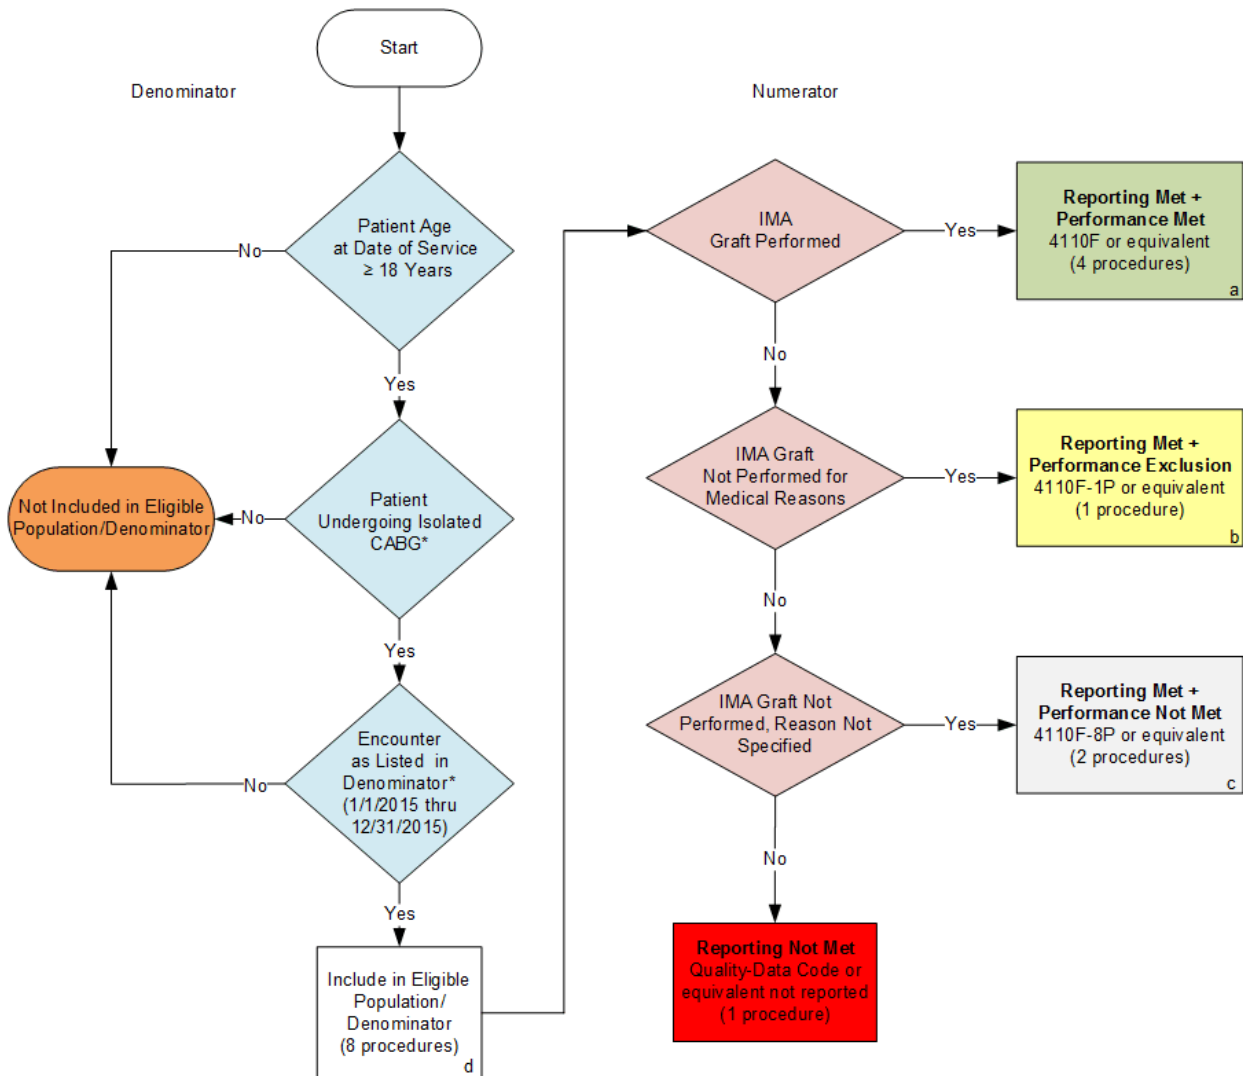 Start
Denominator
Numerator
Patient Age
at Date of Service
≥ 18 Years
No
Yes
Patient
Undergoing Isolated
CABG*
No
Not Included in Eligible
Population/Denominator
Yes
Encounter
as Listed in
Denominator*
(1/1/2015 thru
12/31/2015)
No
Yes
Include in Eligible
Population/
Denominator
(8 procedures)
d
IMA
Graft Performed
Yes
Reporting Met +
Performance Met
4110F or equivalent
(4 procedures)
a
No
IMA Graft
Not Performed for
Medical Reasons
Yes
Reporting Met +
Performance Exclusion
4110F-1P or equivalent
(1 procedure)
b
No
IMA Graft Not
Performed, Reason Not
Specified
Yes
Reporting Met +
Performance Not Met
4110F-8P or equivalent
(2 procedures)
c
No
Reporting Not Met
Quality-Data Code or
equivalent not reported
(1 procedure)